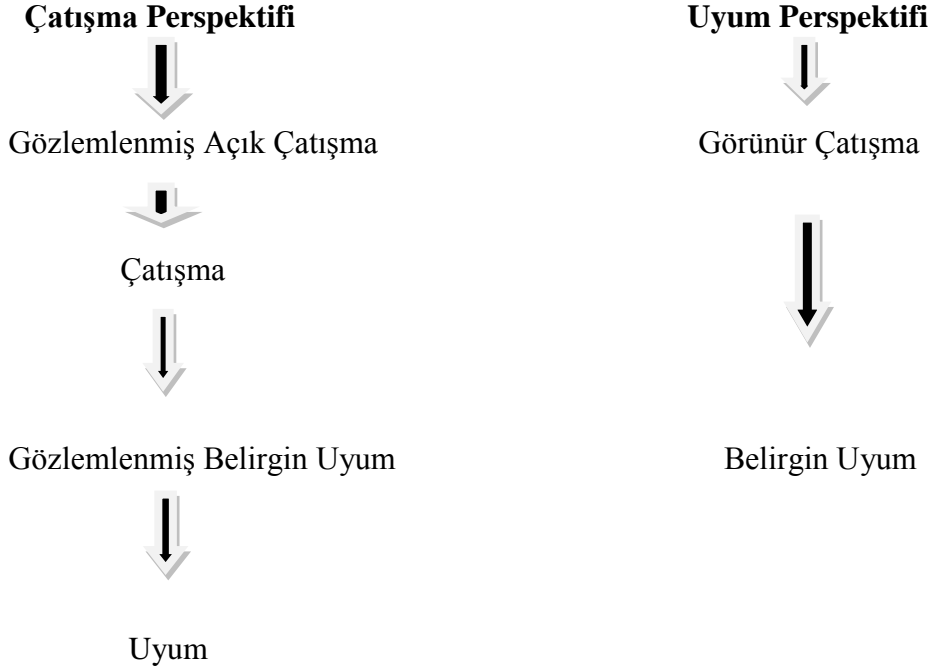 Çatışma Perspektifi
Uyum Perspektifi
Gözlemlenmiş Açık Çatışma
Görünür Çatışma
Çatışma
Gözlemlenmiş Belirgin Uyum
Belirgin Uyum
Uyum